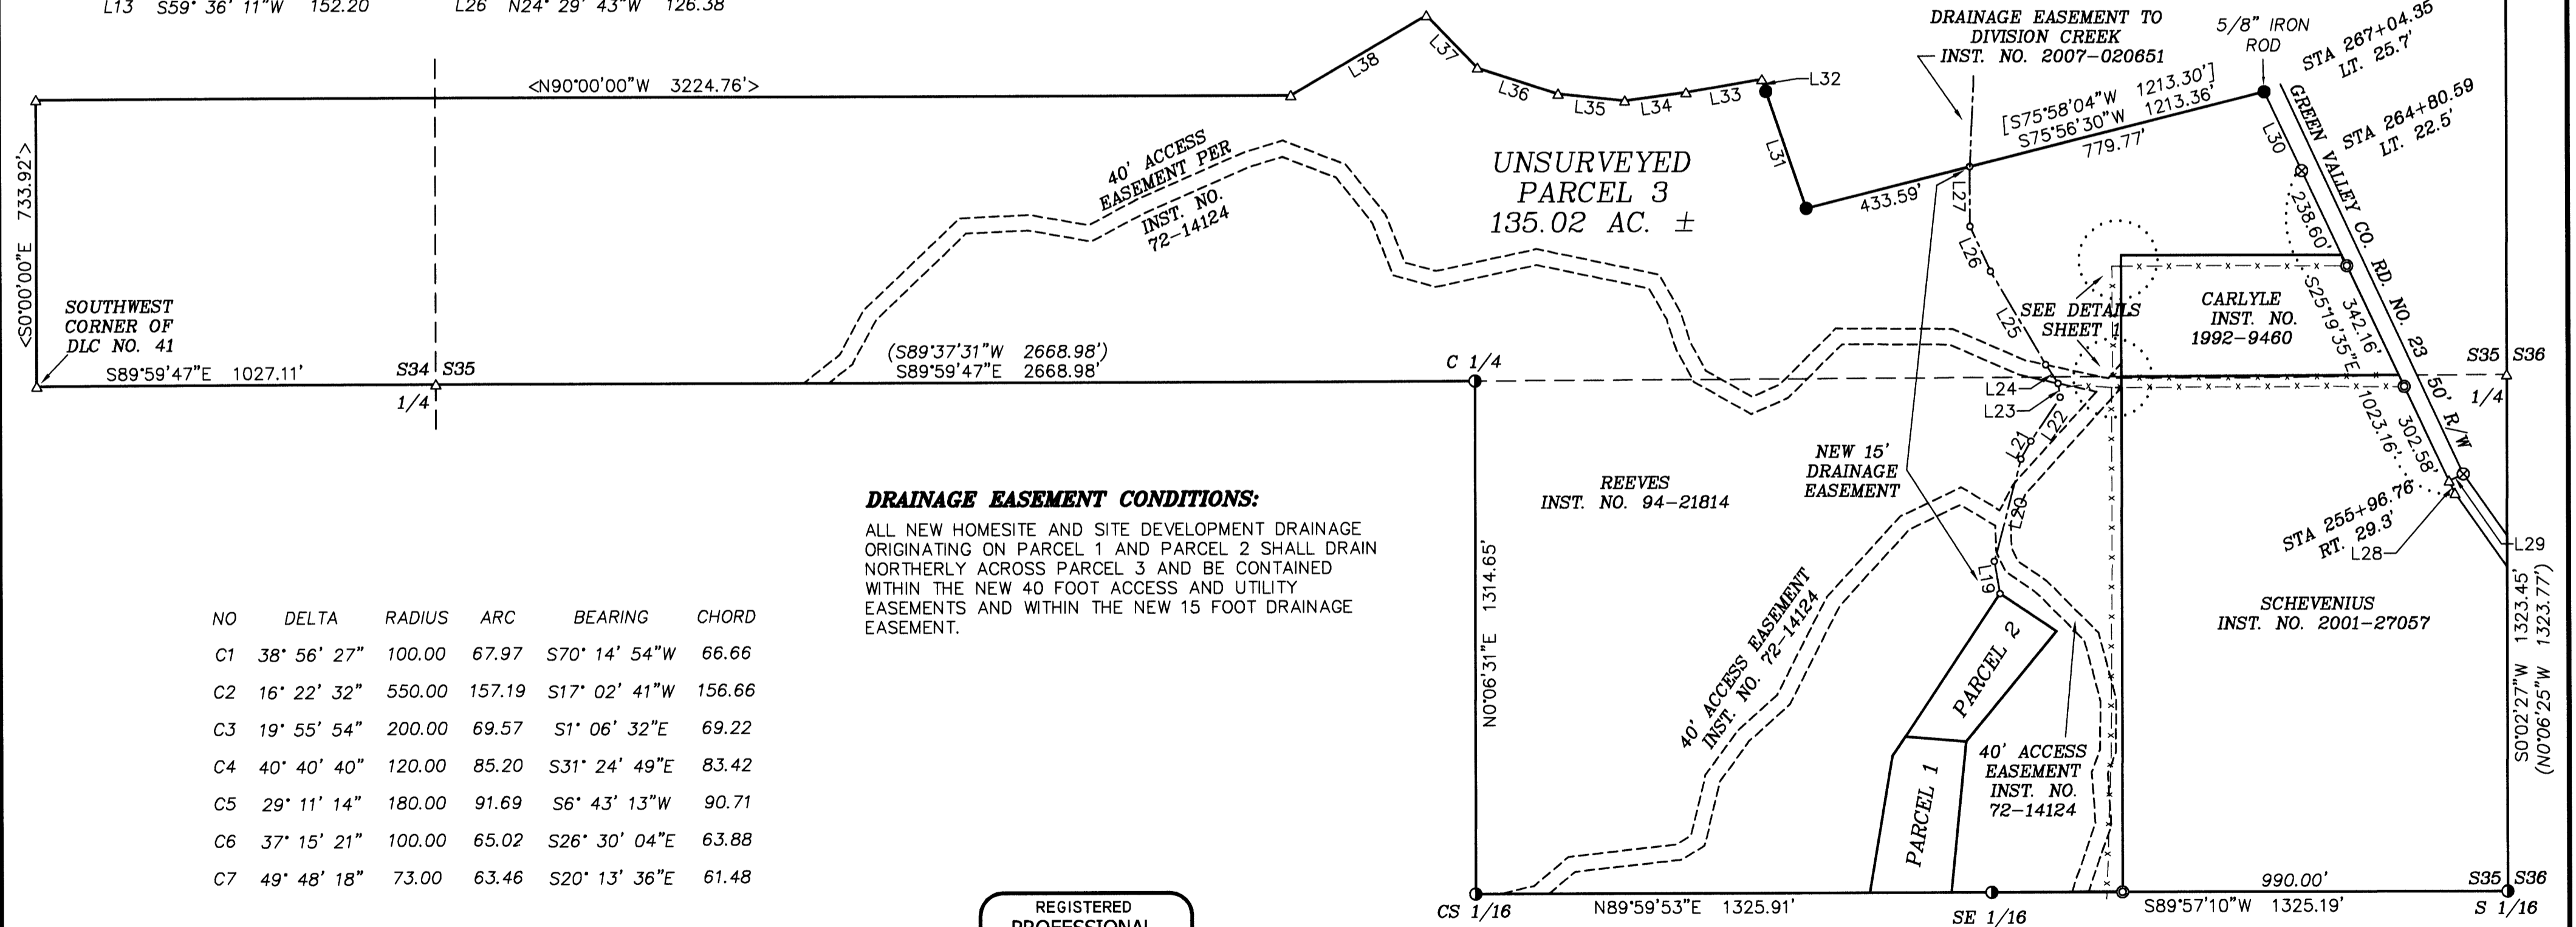 L13 S59° 36' 11"W 152.20
L26 N24° 29' 43"W 126.38
<N90°00'00"W 3224.76'>
<S0°00'00"E 733.92'>
SOUTHWEST
CORNER OF
DLC NO. 41
S89°59'47"E 1027.11'
S34 S35
1/4
(S89°37'31"W 2668.98')
S89°59'47"E 2668.98'
40' ACCESS
EASEMENT PER
INST. NO.
72-14124
L38
L37
L36
L35
L34
L33
L32
L31
UNSURVEYED
PARCEL 3
135.02 AC. ±
DRAINAGE EASEMENT TO
DIVISION CREEK
INST. NO. 2007-020651
5/8" IRON
ROD
STA 267+04.35
LT. 25.7'
STA 264+80.59
LT. 22.5'
[S75°58'04"W 1213.30']
S75°56'30"W 1213.36'
779.77'
433.59'
L30
GREEN VALLEY CO. RD. NO. 23
50' R/W
238.60'
S25°19'35"E 1023.16'
342.16'
302.58'
L27
L26
L25
L24
L23
L22
L21
L20
L19
SEE DETAILS
SHEET 1
CARLYLE
INST. NO.
1992-9460
S35 S36
1/4
C 1/4
NEW 15'
DRAINAGE
EASEMENT
REEVES
INST. NO. 94-21814
STA 255+96.76
RT. 29.3'
L28
L29
SCHEVENIUS
INST. NO. 2001-27057
S0°02'27"W 1323.45'
(N0°06'25"W 1323.77')
N0°06'31"E 1314.65'
40' ACCESS EASEMENT
INST. NO. 72-14124
PARCEL 2
PARCEL 1
40' ACCESS
EASEMENT
INST. NO.
72-14124
CS 1/16
N89°59'53"E 1325.91'
SE 1/16
S89°57'10"W 1325.19'
990.00'
S35 S36
S 1/16
DRAINAGE EASEMENT CONDITIONS:
ALL NEW HOMESITE AND SITE DEVELOPMENT DRAINAGE
ORIGINATING ON PARCEL 1 AND PARCEL 2 SHALL DRAIN
NORTHERLY ACROSS PARCEL 3 AND BE CONTAINED
WITHIN THE NEW 40 FOOT ACCESS AND UTILITY
EASEMENTS AND WITHIN THE NEW 15 FOOT DRAINAGE
EASEMENT.
NO DELTA RADIUS ARC BEARING CHORD
C1 38° 56' 27" 100.00 67.97 S70° 14' 54"W 66.66
C2 16° 22' 32" 550.00 157.19 S17° 02' 41"W 156.66
C3 19° 55' 54" 200.00 69.57 S1° 06' 32"E 69.22
C4 40° 40' 40" 120.00 85.20 S31° 24' 49"E 83.42
C5 29° 11' 14" 180.00 91.69 S6° 43' 13"W 90.71
C6 37° 15' 21" 100.00 65.02 S26° 30' 04"E 63.88
C7 49° 48' 18" 73.00 63.46 S20° 13' 36"E 61.48
REGISTERED
PROFESSIONAL